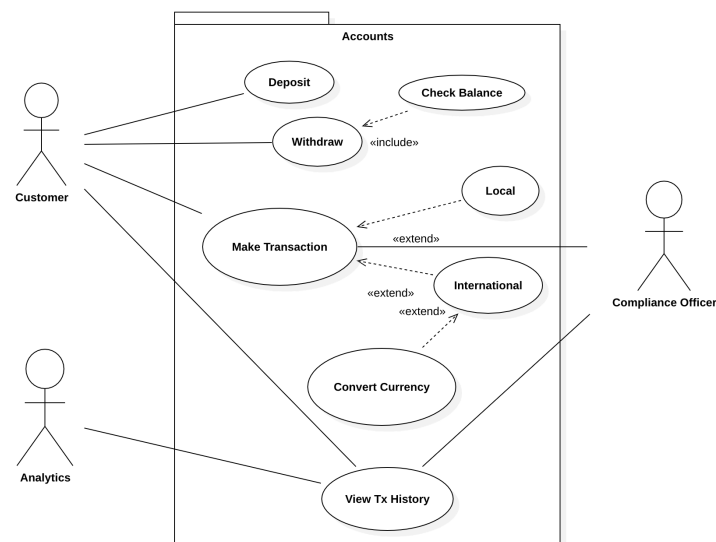 Accounts
Deposit
Check Balance
Withdraw
«include»
Customer
Local
Make Transaction
«extend»
International
«extend»
«extend»
Compliance Officer
Convert Currency
Analytics
View Tx History